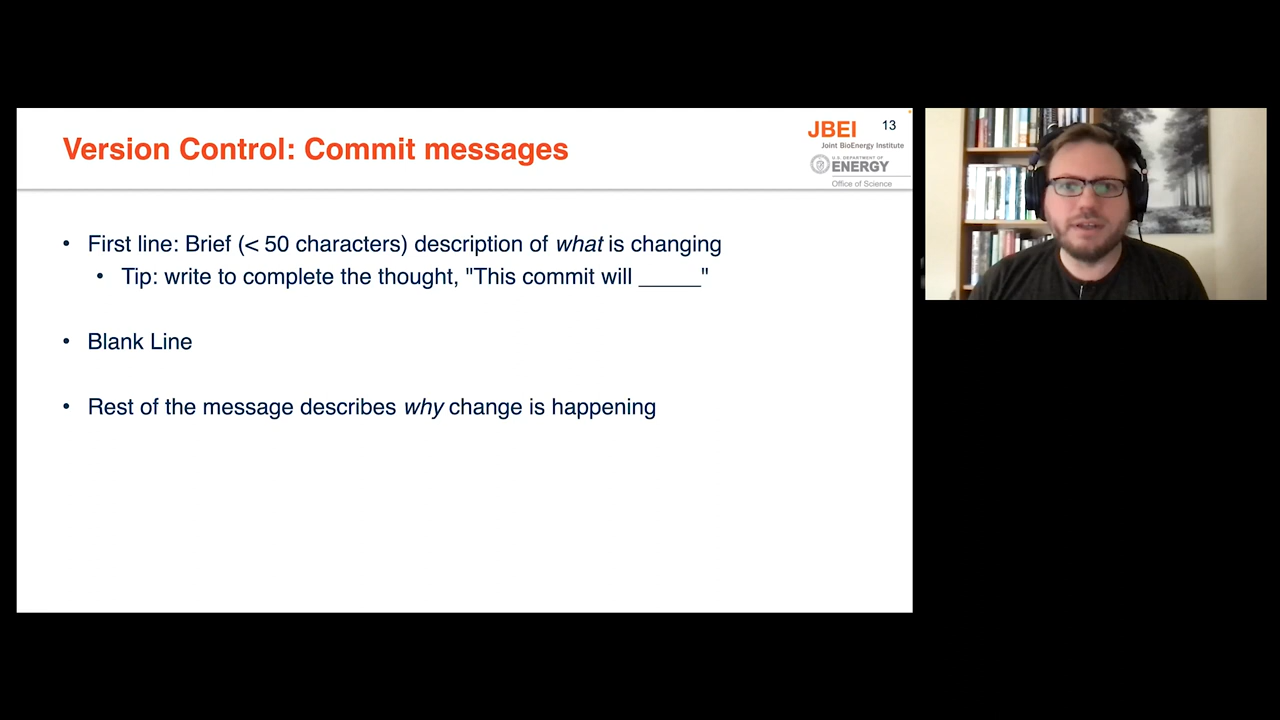 Version Control: Commit messages
JBEI
13
Joint BioEnergy Institute
U.S. DEPARTMENT OF
ENERGY
Office of Science
• First line: Brief (< 50 characters) description of what is changing
• Tip: write to complete the thought, "This commit will _____"
• Blank Line
• Rest of the message describes why change is happening